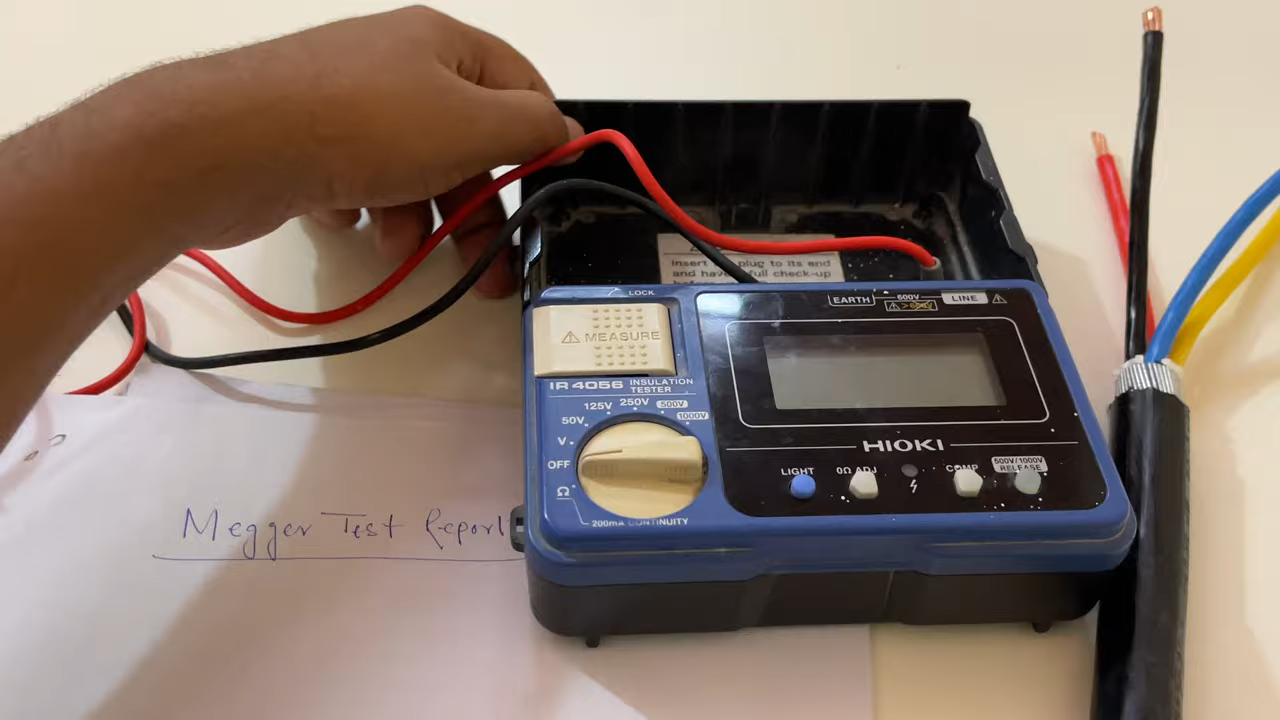 Insert the plug to its end
and have full check-up
LOCK
EARTH 600V LINE
MEASURE
IR 4056 INSULATION
TESTER
125V 250V 500V
50V 1000V
V
OFF
Ω
200mA CONTINUITY
HIOKI
LIGHT 0Ω ADJ COMP 500V/1000V
RELEASE
Megger Test Report